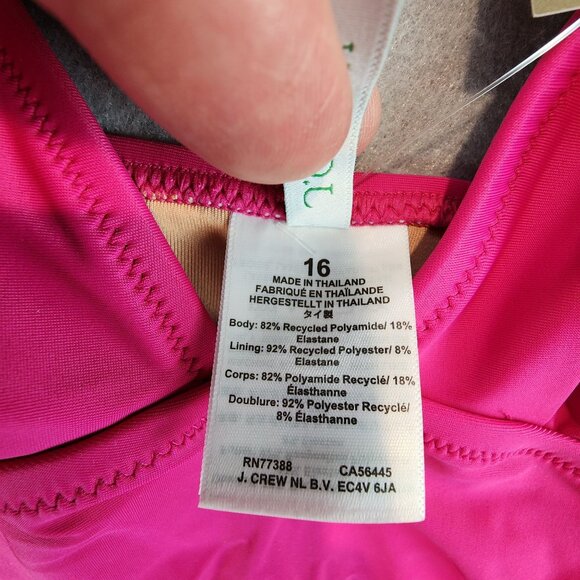 16
MADE IN THAILAND
FABRIQUÉ EN THAÏLANDE
HERGESTELLT IN THAILAND
タイ製
Body: 82% Recycled Polyamide/ 18%
Elastane
Lining: 92% Recycled Polyester/ 8%
Elastane
Corps: 82% Polyamide Recyclé/ 18%
Élasthanne
Doublure: 92% Polyester Recyclé/
8% Élasthanne
RN77388 CA56445
J. CREW NL B.V. EC4V 6JA